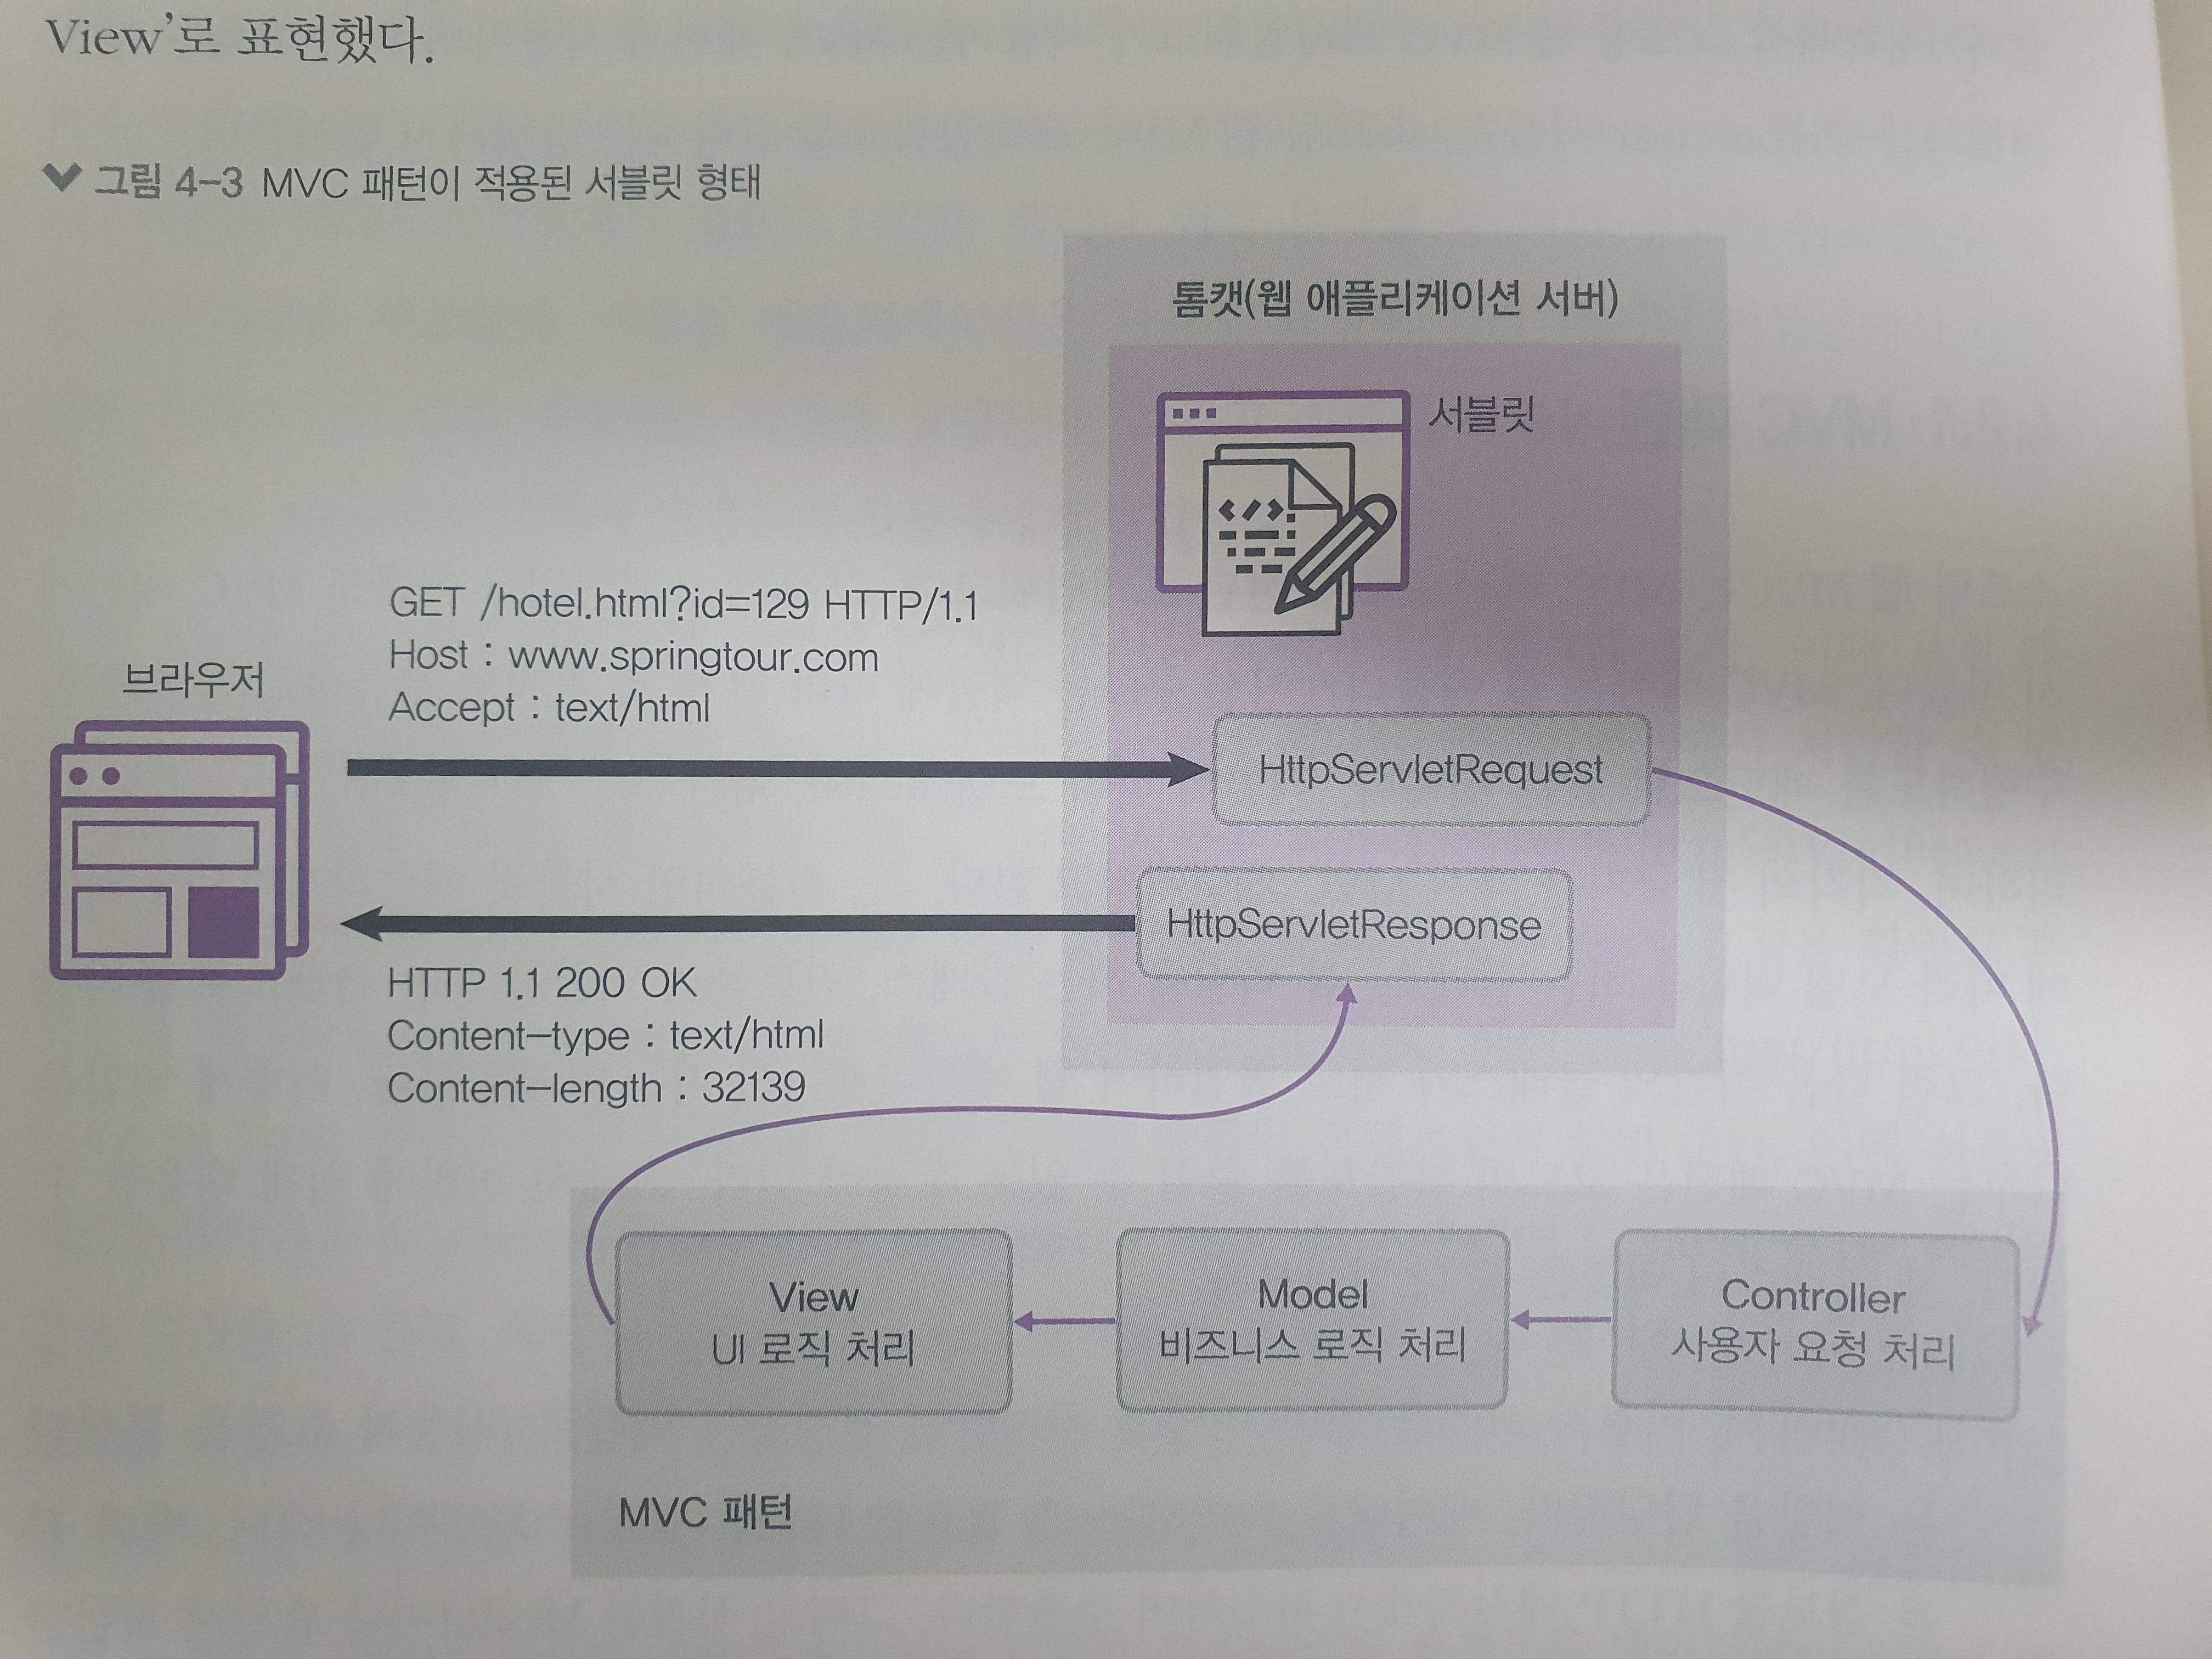 View’로 표현했다.
그림 4-3 MVC 패턴이 적용된 서블릿 형태
톰캣(웹 애플리케이션 서버)
서블릿
GET /hotel.html?id=129 HTTP/1.1
Host : www.springtour.com
Accept : text/html
브라우저
HttpServletRequest
HttpServletResponse
HTTP 1.1 200 OK
Content-type : text/html
Content-length : 32139
View
UI 로직 처리
Model
비즈니스 로직 처리
Controller
사용자 요청 처리
MVC 패턴